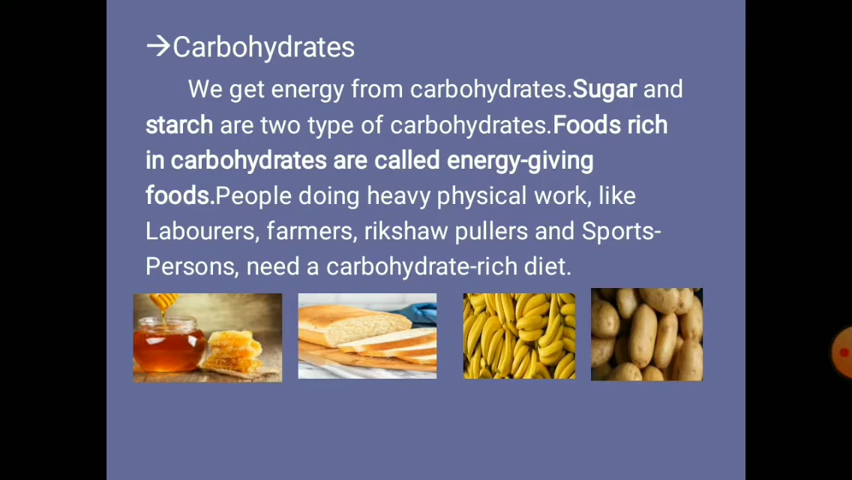 →Carbohydrates
We get energy from carbohydrates.Sugar and
starch are two type of carbohydrates.Foods rich
in carbohydrates are called energy-giving
foods.People doing heavy physical work, like
Labourers, farmers, rikshaw pullers and Sports-
Persons, need a carbohydrate-rich diet.